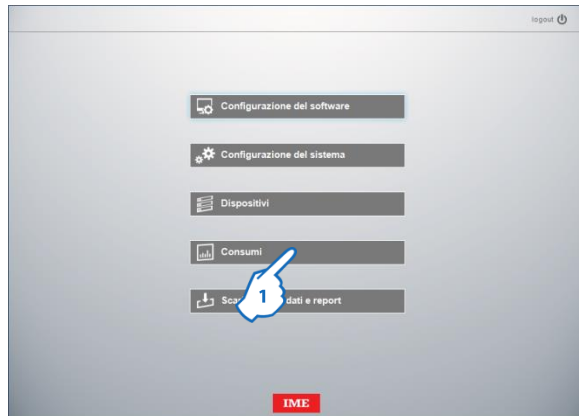 logout
Configurazione del software
Configurazione del sistema
Dispositivi
Consumi
1
dati e report
IME